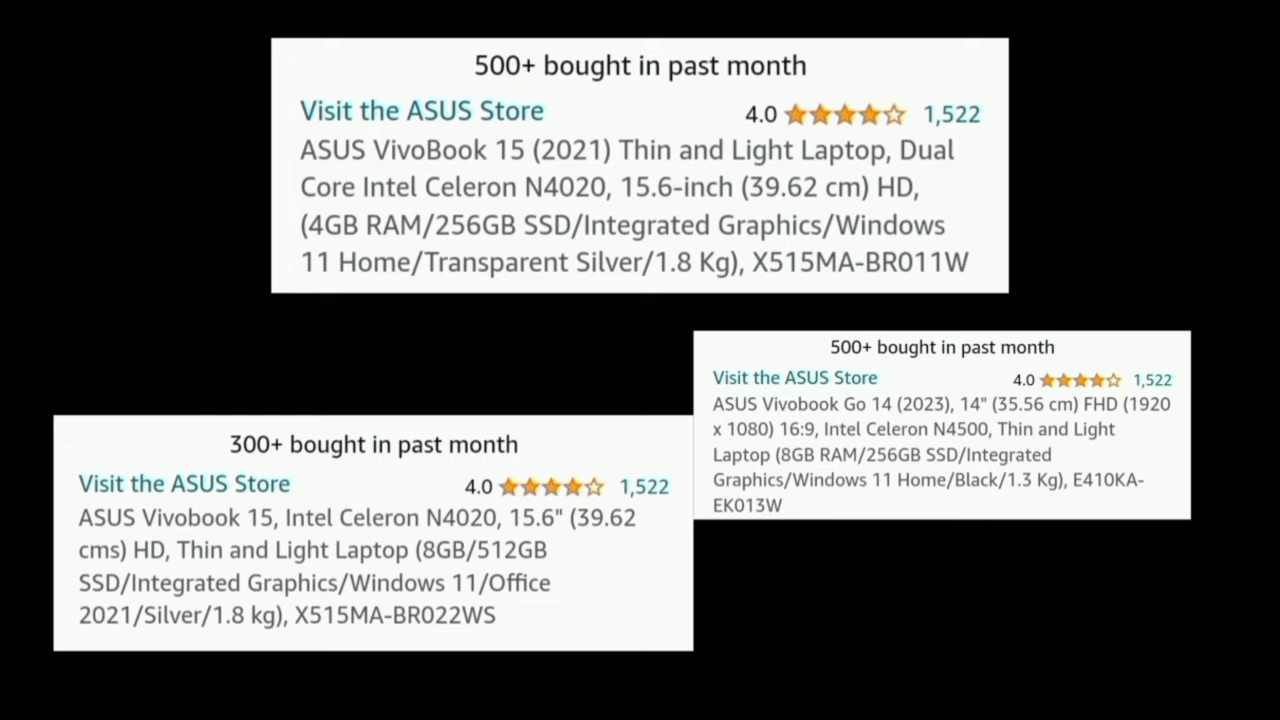 500+ bought in past month
Visit the ASUS Store
4.0 1,522
ASUS VivoBook 15 (2021) Thin and Light Laptop, Dual
Core Intel Celeron N4020, 15.6-inch (39.62 cm) HD,
(4GB RAM/256GB SSD/Integrated Graphics/Windows
11 Home/Transparent Silver/1.8 Kg), X515MA-BR011W
300+ bought in past month
Visit the ASUS Store
4.0 1,522
ASUS Vivobook 15, Intel Celeron N4020, 15.6" (39.62
cms) HD, Thin and Light Laptop (8GB/512GB
SSD/Integrated Graphics/Windows 11/Office
2021/Silver/1.8 kg), X515MA-BR022WS
500+ bought in past month
Visit the ASUS Store
4.0 1,522
ASUS Vivobook Go 14 (2023), 14" (35.56 cm) FHD (1920
x 1080) 16:9, Intel Celeron N4500, Thin and Light
Laptop (8GB RAM/256GB SSD/Integrated
Graphics/Windows 11 Home/Black/1.3 Kg), E410KA-
EK013W